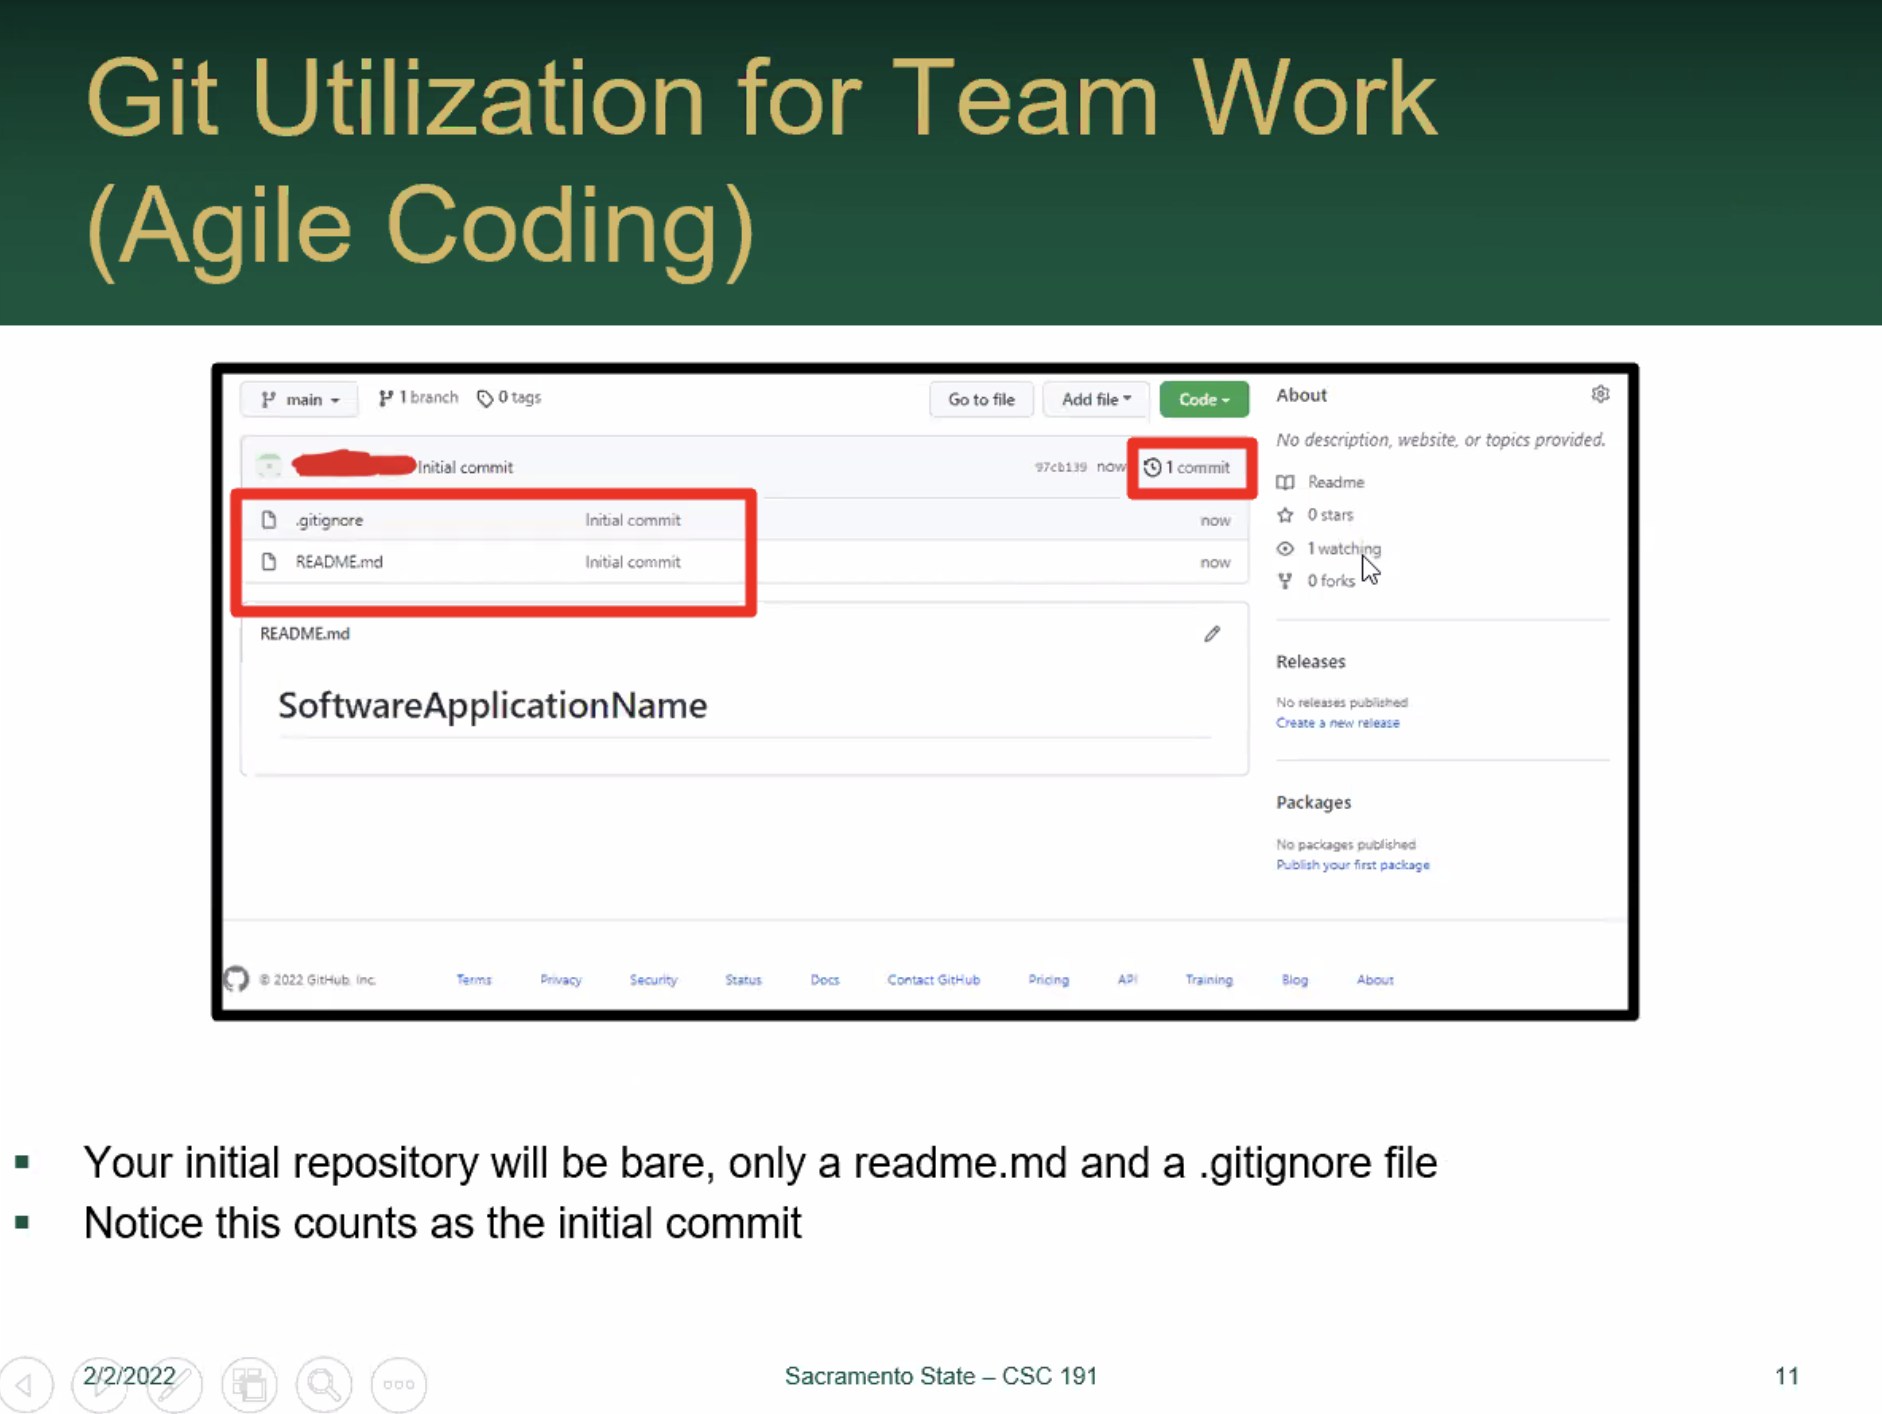 Git Utilization for Team Work
(Agile Coding)
main
1 branch
0 tags
Go to file
Add file
Code
About
No description, website, or topics provided.
Initial commit
97cb139 now
1 commit
Readme
.gitignore Initial commit now
0 stars
README.md Initial commit now
1 watching
0 forks
README.md
SoftwareApplicationName
Releases
No releases published
Create a new release
Packages
No packages published
Publish your first package
© 2022 GitHub, Inc.
Terms
Privacy
Security
Status
Docs
Contact GitHub
Pricing
API
Training
Blog
About
Your initial repository will be bare, only a readme.md and a .gitignore file
Notice this counts as the initial commit
2/2/2022
Sacramento State – CSC 191
11